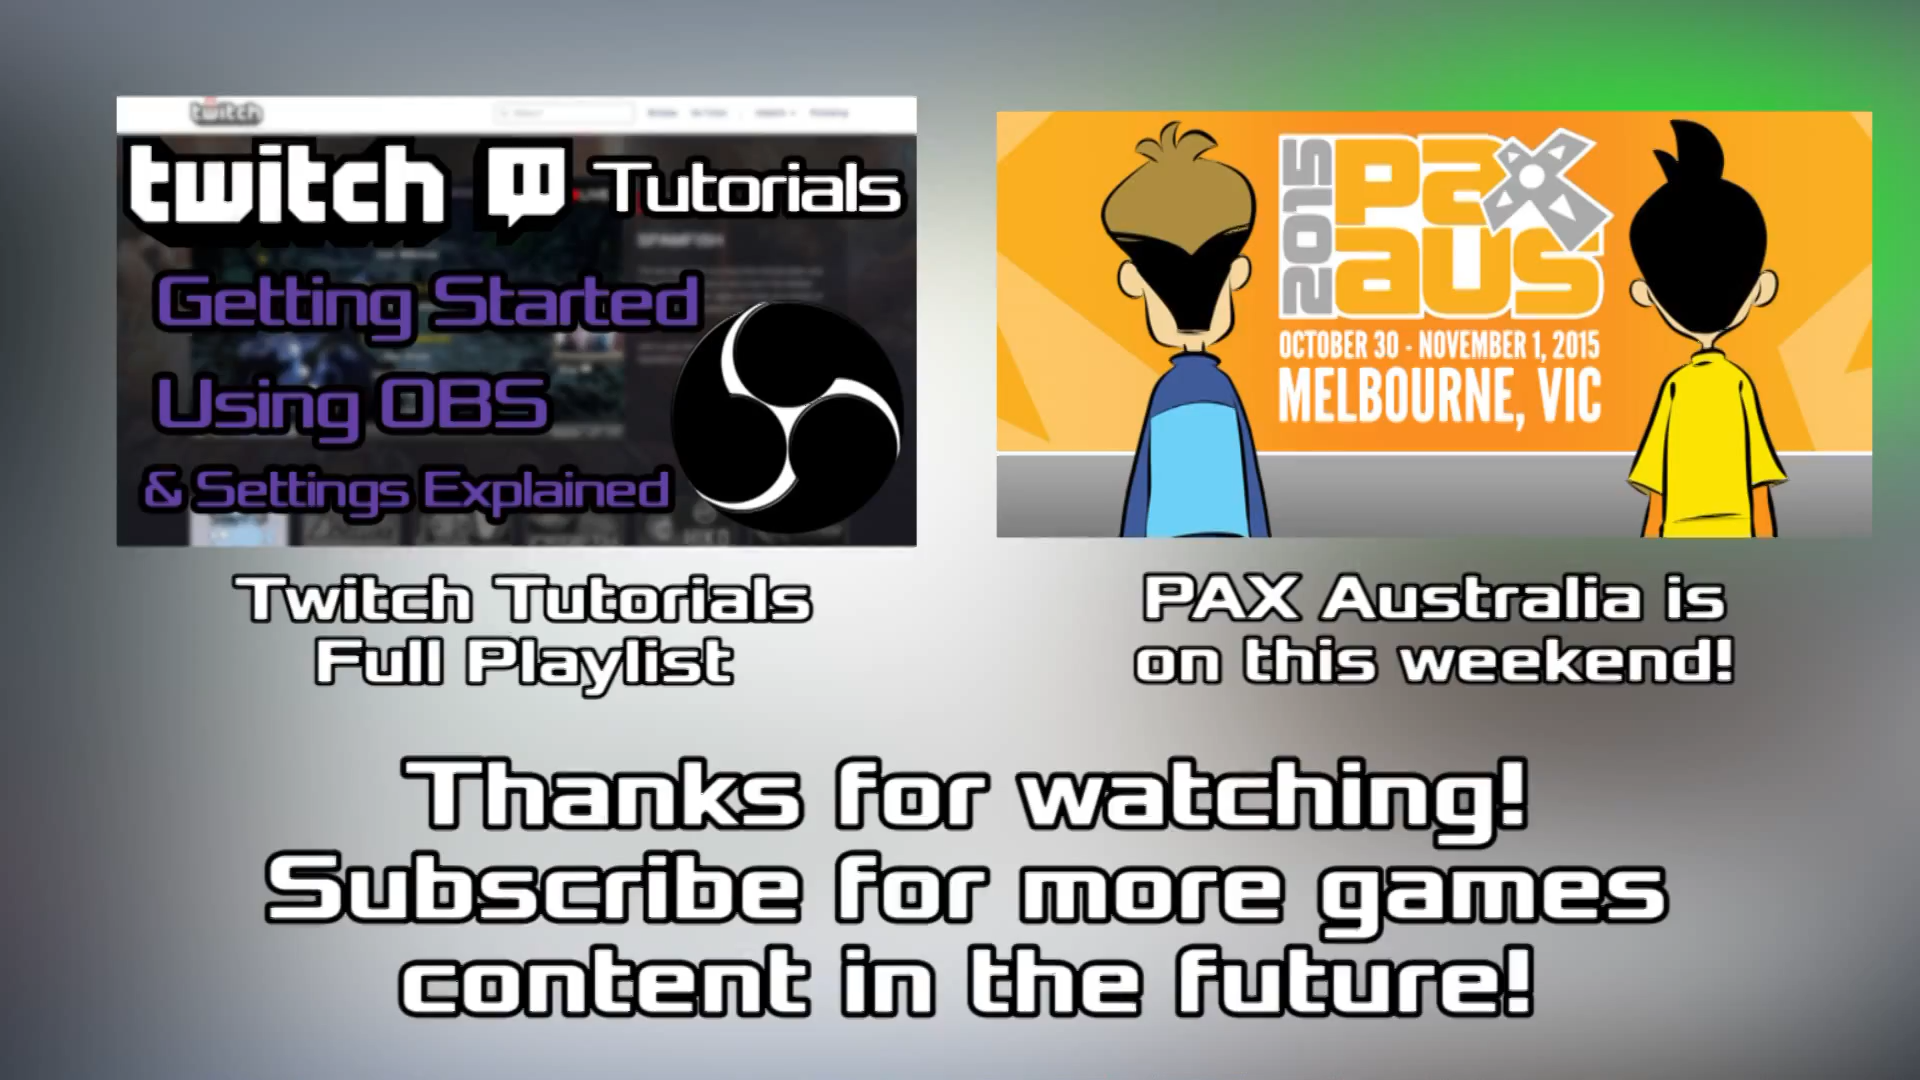 twitch
twitch Tutorials
Getting Started
Using OBS
& Settings Explained
2015
pax
aus
OCTOBER 30 - NOVEMBER 1, 2015
MELBOURNE, VIC
Twitch Tutorials
Full Playlist
PAX Australia is
on this weekend!
Thanks for watching!
Subscribe for more games
content in the future!